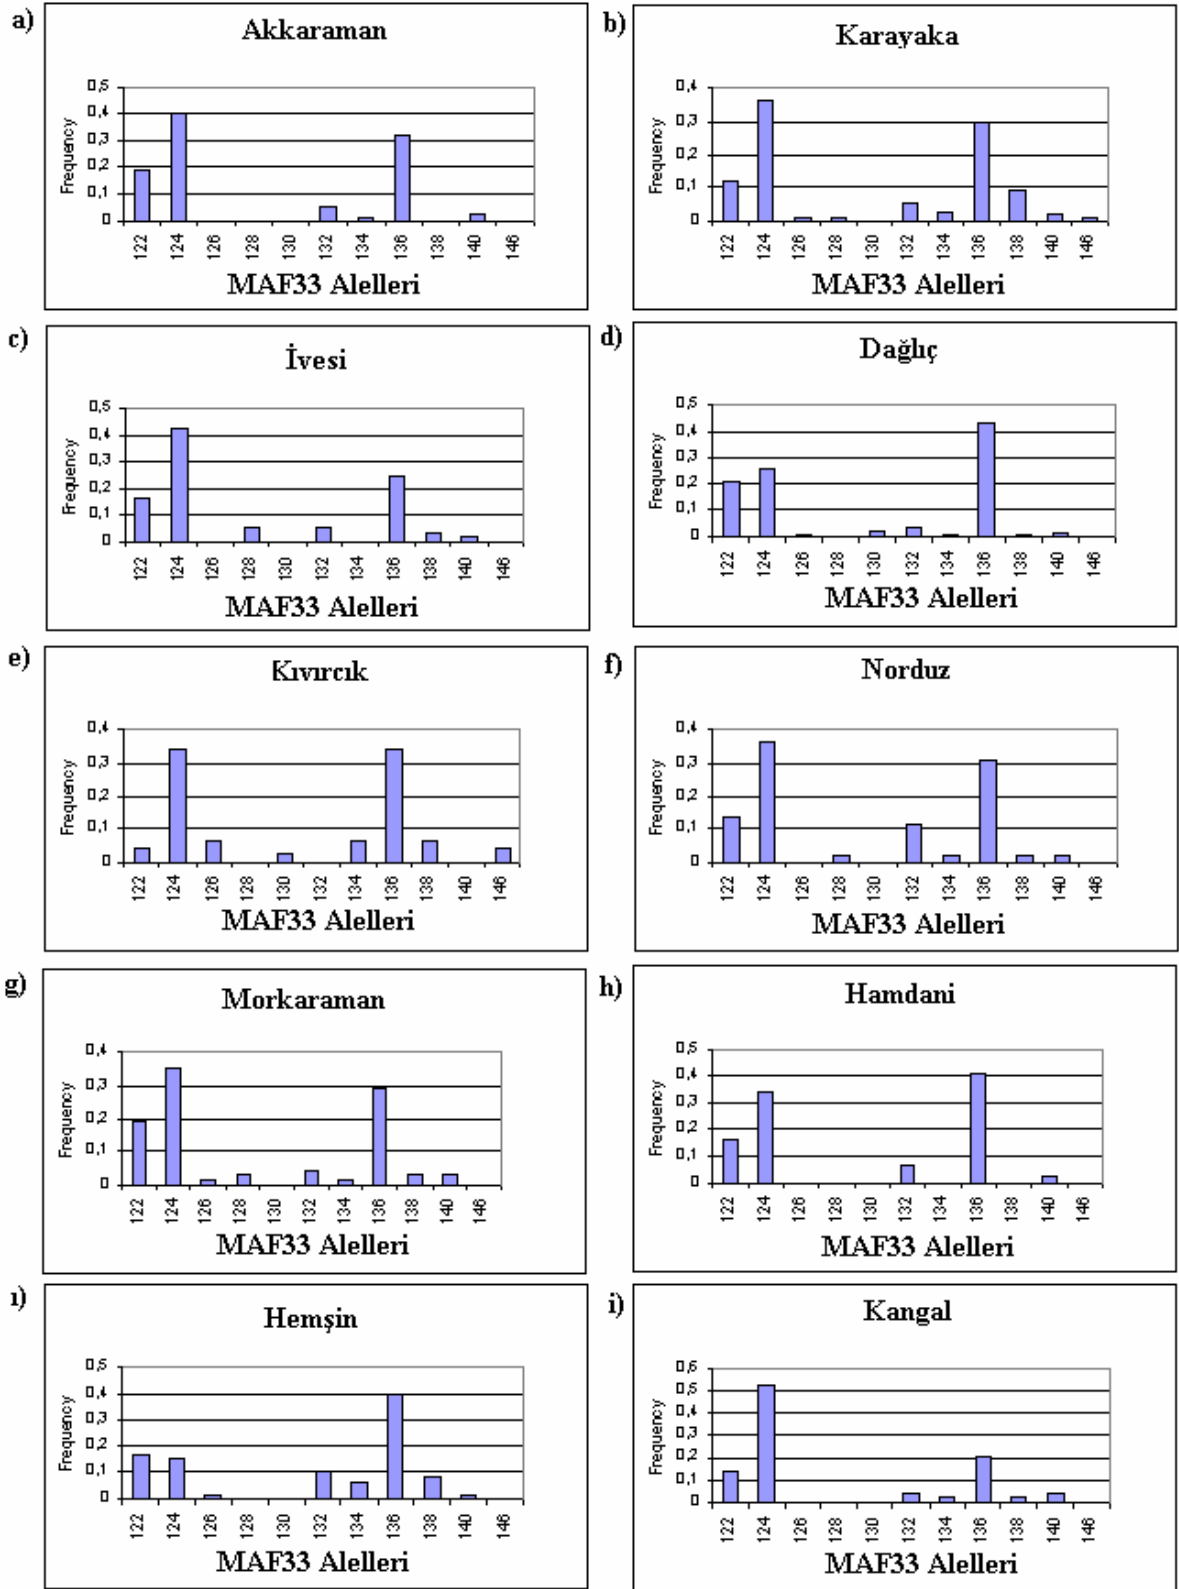 a)
Akkaraman
0,5
0,4
0,3
0,2
0,1
0
Frequency
122 124 126 128 130 132 134 136 138 140 146
MAF33 Alelleri
b)
Karayaka
0,4
0,3
0,2
0,1
0
Frequency
122 124 126 128 130 132 134 136 138 140 146
MAF33 Alelleri
c)
İvesi
0,5
0,4
0,3
0,2
0,1
0
Frequency
122 124 126 128 130 132 134 136 138 140 146
MAF33 Alelleri
d)
Dağlıç
0,5
0,4
0,3
0,2
0,1
0
Frequency
122 124 126 128 130 132 134 136 138 140 146
MAF33 Alelleri
e)
Kıvırcık
0,4
0,3
0,2
0,1
0
Frequency
122 124 126 128 130 132 134 136 138 140 146
MAF33 Alelleri
f)
Norduz
0,4
0,3
0,2
0,1
0
Frequency
122 124 126 128 130 132 134 136 138 140 146
MAF33 Alelleri
g)
Morkaraman
0,4
0,3
0,2
0,1
0
Frequency
122 124 126 128 130 132 134 136 138 140 146
MAF33 Alelleri
h)
Hamdani
0,5
0,4
0,3
0,2
0,1
0
Frequency
122 124 126 128 130 132 134 136 138 140 146
MAF33 Alelleri
ı)
Hemşin
0,5
0,4
0,3
0,2
0,1
0
Frequency
122 124 126 128 130 132 134 136 138 140 146
MAF33 Alelleri
i)
Kangal
0,6
0,5
0,4
0,3
0,2
0,1
0
Frequency
122 124 126 128 130 132 134 136 138 140 146
MAF33 Alelleri